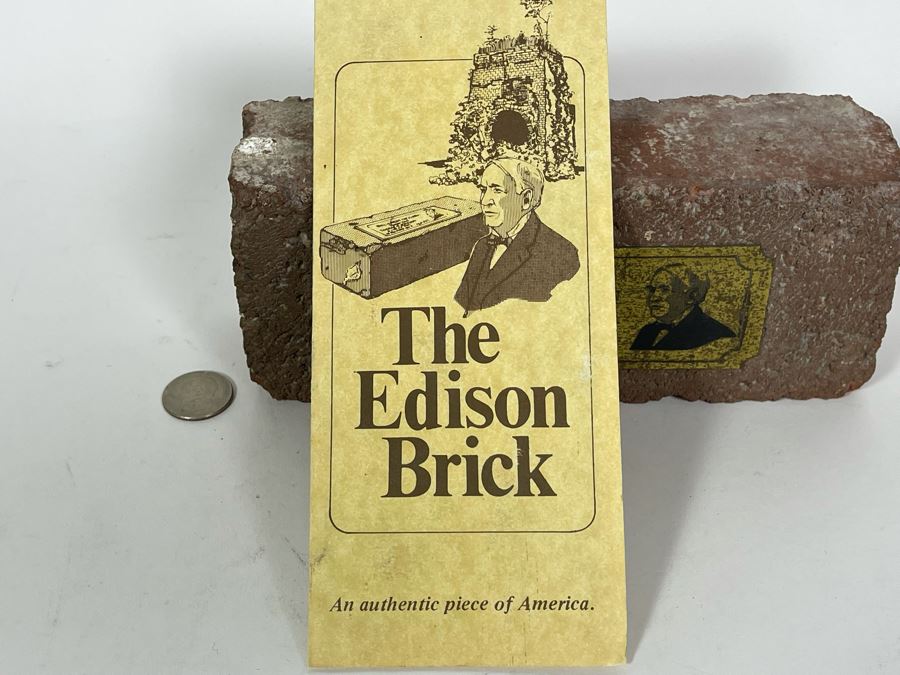 The
Edison
Brick
An authentic piece of America.